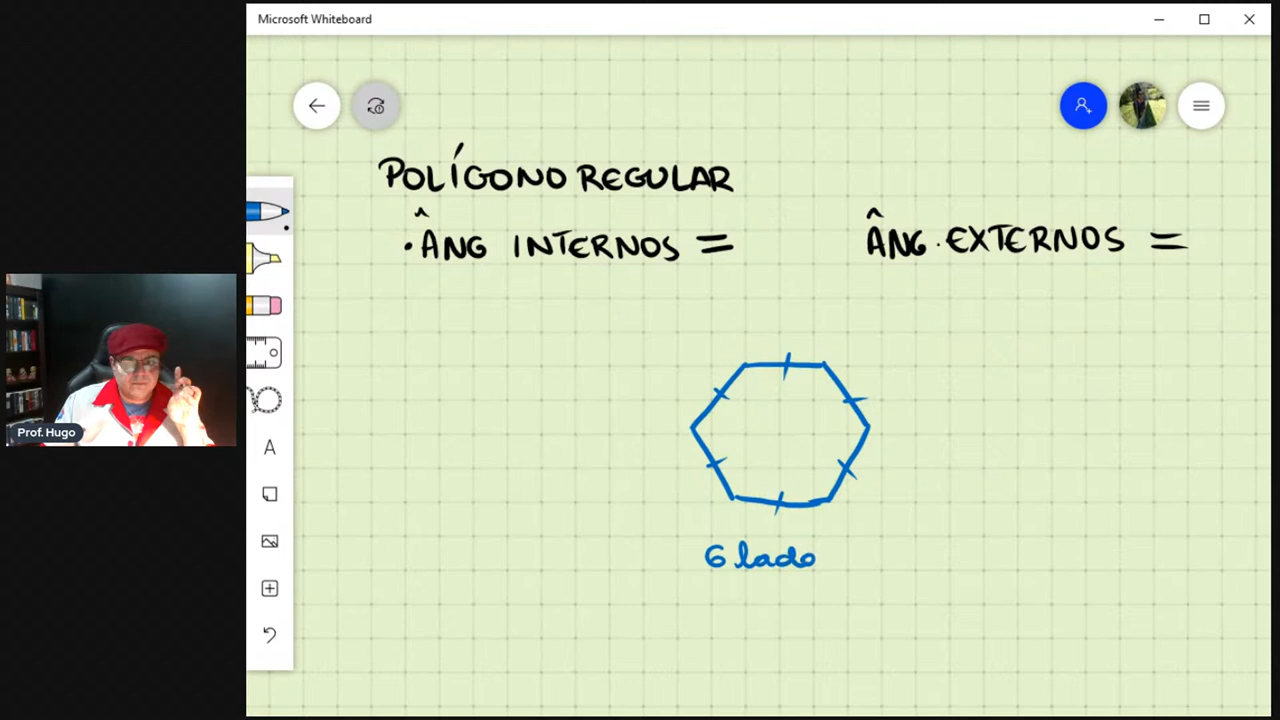 Microsoft Whiteboard
POLÍGONO REGULAR
• ÂNG INTERNOS =
ÂNG. EXTERNOS =
Prof. Hugo
A
6 lado